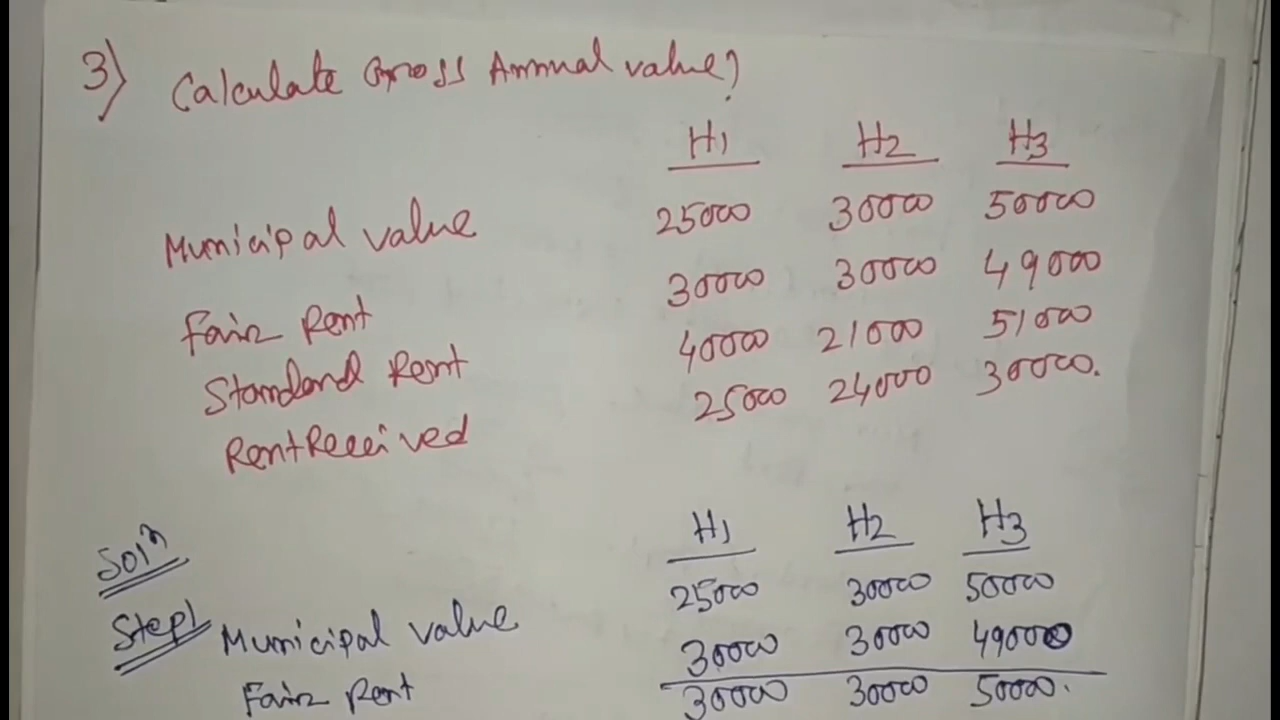 3) Calculate Gross Annual value?
H1 H2 H3
Municipal value 25000 30000 50000
Fair Rent 30000 30000 49000
Standard Rent 40000 21000 51000
Rent Received 25000 24000 30000.
Soln H1 H2 H3
Step1 Municipal value 25000 30000 50000
Fair Rent 30000 30000 49000
30000 30000 50000.